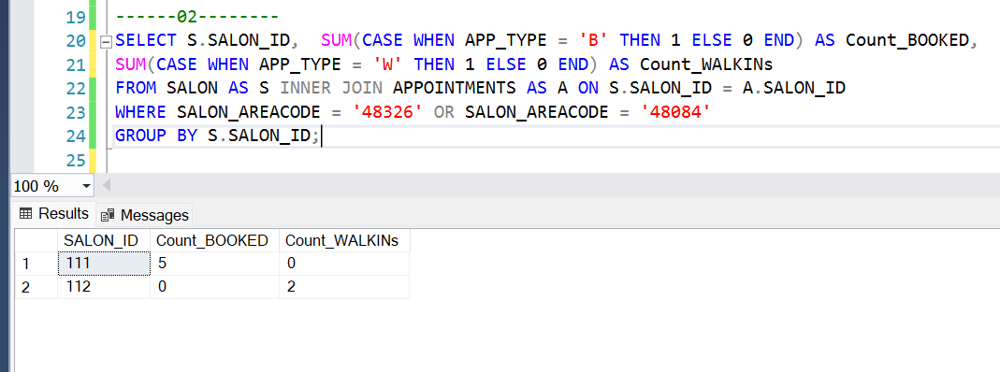 19 ------02--------
20 SELECT S.SALON_ID,  SUM(CASE WHEN APP_TYPE = 'B' THEN 1 ELSE 0 END) AS Count_BOOKED,
21 SUM(CASE WHEN APP_TYPE = 'W' THEN 1 ELSE 0 END) AS Count_WALKINs
22 FROM SALON AS S INNER JOIN APPOINTMENTS AS A ON S.SALON_ID = A.SALON_ID
23 WHERE SALON_AREACODE = '48326' OR SALON_AREACODE = '48084'
24 GROUP BY S.SALON_ID;
25
100 %
Results Messages
SALON_ID Count_BOOKED Count_WALKINs
1 111 5 0
2 112 0 2